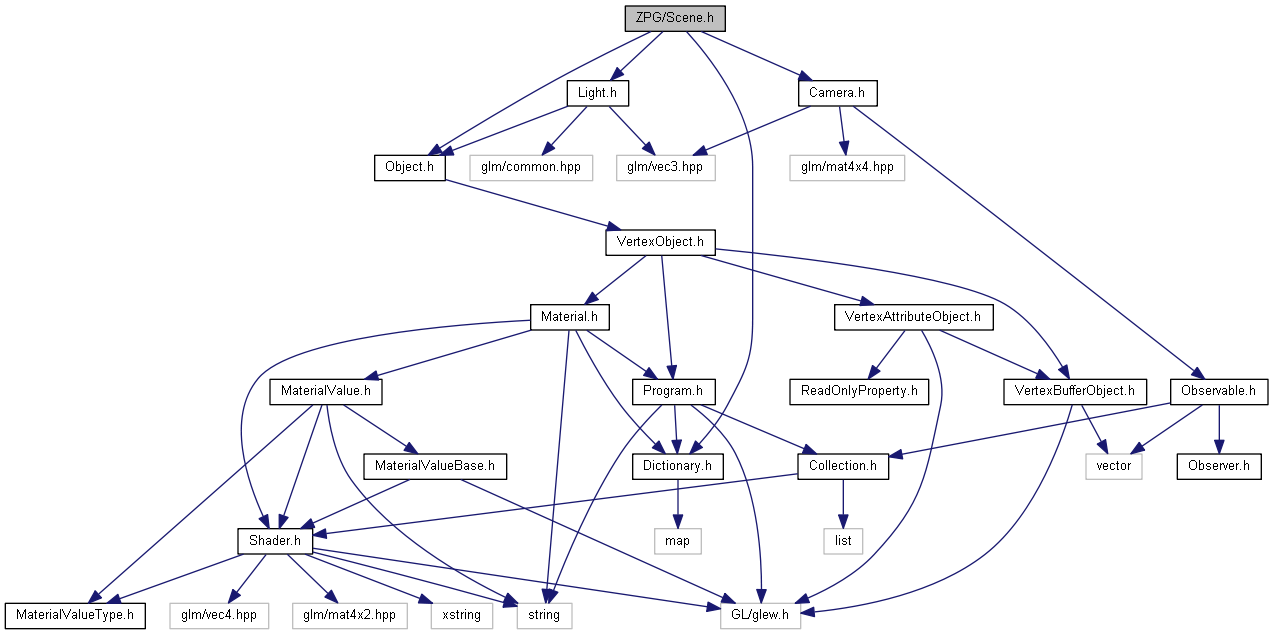 ZPG/Scene.h
Light.h
Camera.h
Object.h
glm/common.hpp
glm/vec3.hpp
glm/mat4x4.hpp
VertexObject.h
Material.h
VertexAttributeObject.h
MaterialValue.h
Program.h
ReadOnlyProperty.h
VertexBufferObject.h
Observable.h
MaterialValueBase.h
Dictionary.h
Collection.h
vector
Observer.h
Shader.h
map
list
MaterialValueType.h
glm/vec4.hpp
glm/mat4x2.hpp
xstring
string
GL/glew.h